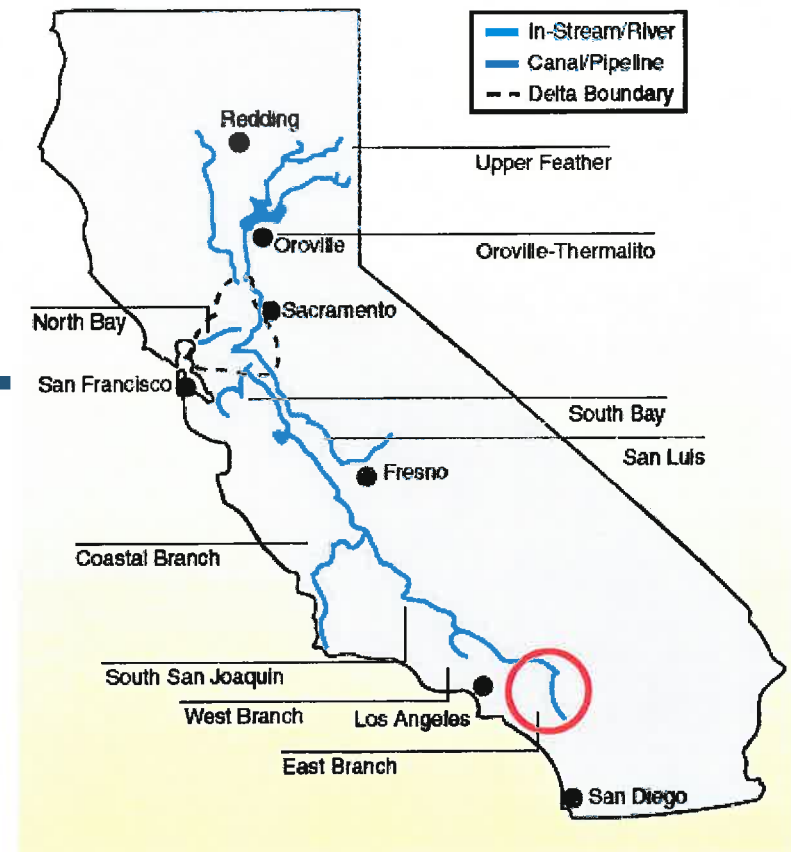 In-Stream/River
Canal/Pipeline
Delta Boundary
Redding
Upper Feather
Oroville
Oroville-Thermalito
Sacramento
North Bay
San Francisco
South Bay
San Luis
Fresno
Coastal Branch
South San Joaquin
West Branch
Los Angeles
East Branch
San Diego